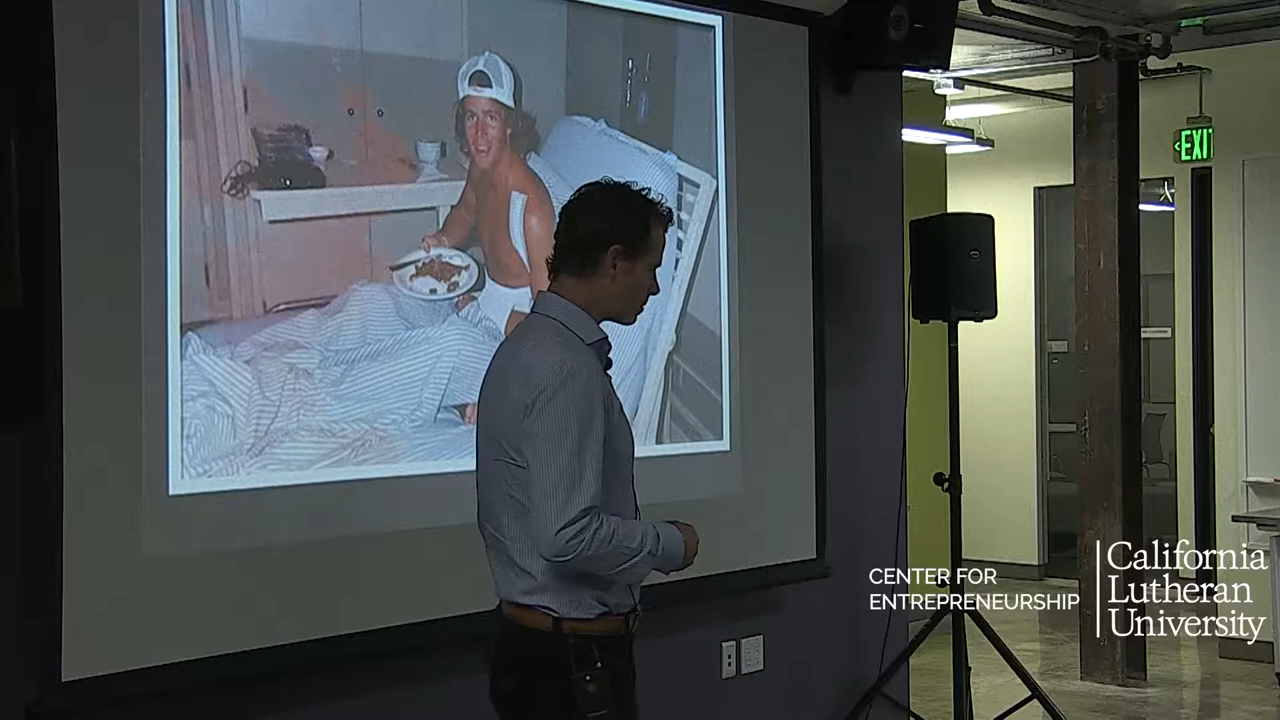 EXIT
CENTER FOR
ENTREPRENEURSHIP
California
Lutheran
University